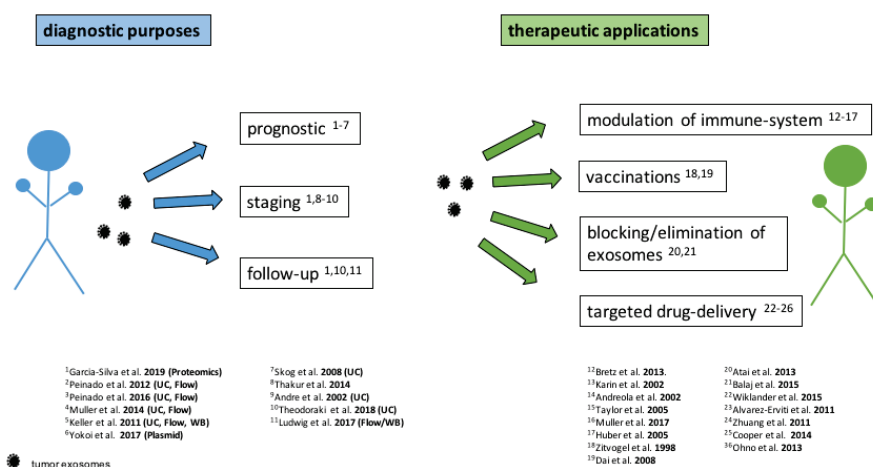 diagnostic purposes
therapeutic applications
prognostic 1-7
staging 1,8-10
follow-up 1,10,11
modulation of immune-system 12-17
vaccinations 18,19
blocking/elimination of
exosomes 20,21
targeted drug-delivery 22-26
1Garcia-Silva et al. 2019 (Proteomics)
2Peinado et al. 2012 (UC, Flow)
3Peinado et al. 2016 (UC, Flow)
4Muller et al. 2014 (UC, Flow)
5Keller et al. 2011 (UC, Flow, WB)
6Yokoi et al. 2017 (Plasmid)
7Skog et al. 2008 (UC)
8Thakur et al. 2014
9Andre et al. 2002 (UC)
10Theodoraki et al. 2018 (UC)
11Ludwig et al. 2017 (Flow/WB)
12Bretz et al. 2013.
13Karin et al. 2002
14Andreola et al. 2002
15Taylor et al. 2005
16Muller et al. 2017
17Huber et al. 2005
18Zitvogel et al. 1998
19Dai et al. 2008
20Atai et al. 2013
21Balaj et al. 2015
22Wiklander et al. 2015
23Alvarez-Erviti et al. 2011
24Zhuang et al. 2011
25Cooper et al. 2014
36Ohno et al. 2013
tumor exosomes